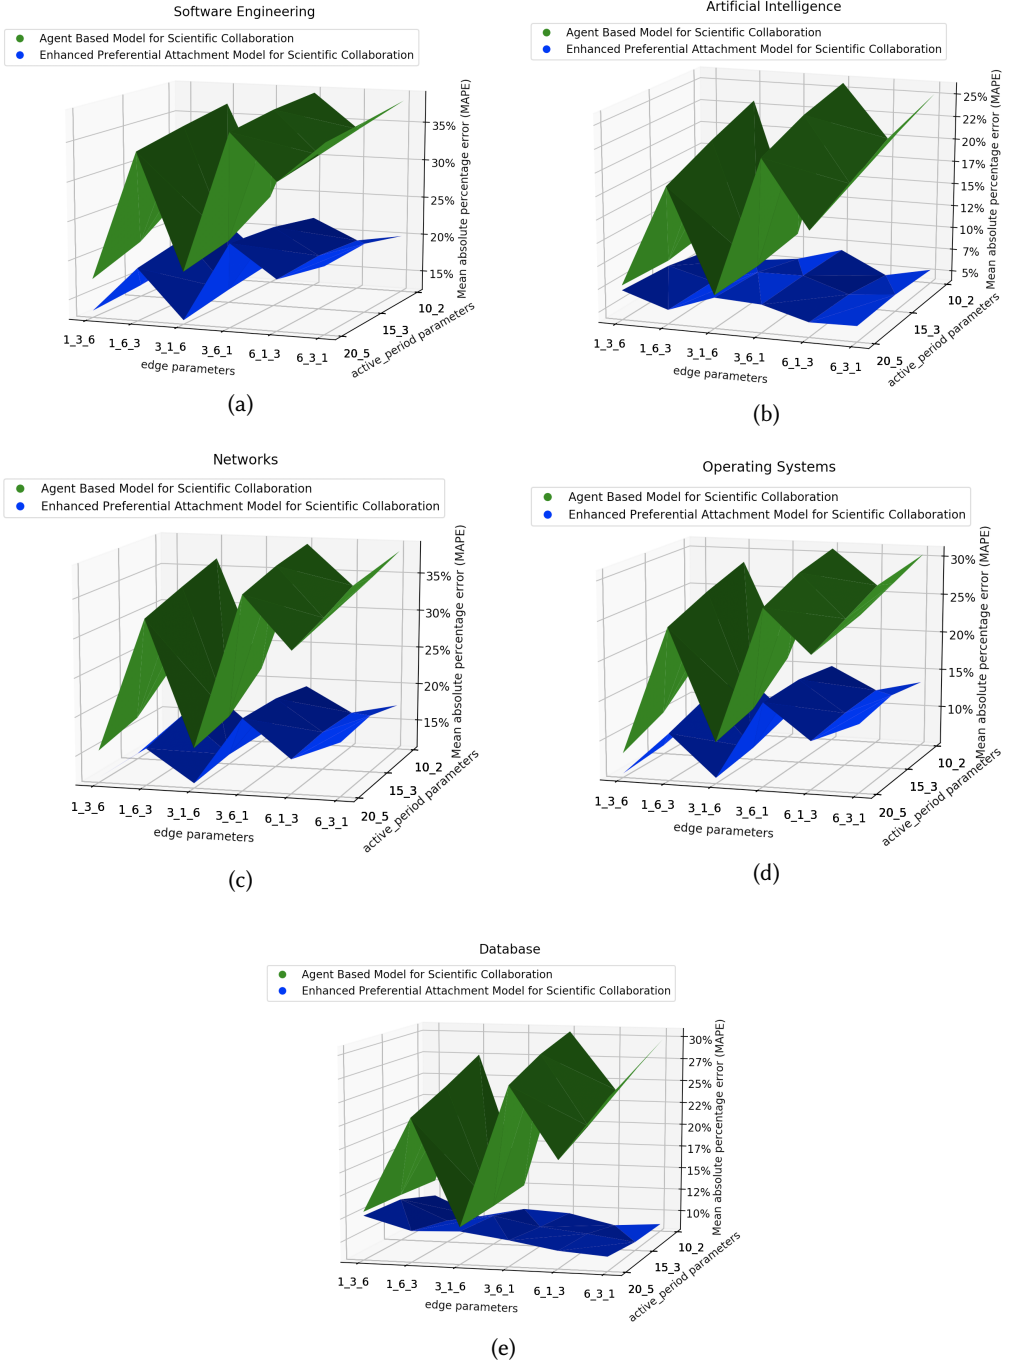 Software Engineering
Agent Based Model for Scientific Collaboration
Enhanced Preferential Attachment Model for Scientific Collaboration
35%
30%
25%
20%
15%
Mean absolute percentage error (MAPE)
10_2
15_3
20_5
active_period parameters
1_3_6
1_6_3
3_1_6
3_6_1
6_1_3
6_3_1
edge parameters
(a)
Artificial Intelligence
Agent Based Model for Scientific Collaboration
Enhanced Preferential Attachment Model for Scientific Collaboration
25%
22%
20%
17%
15%
12%
10%
7%
5%
Mean absolute percentage error (MAPE)
10_2
15_3
20_5
active_period parameters
1_3_6
1_6_3
3_1_6
3_6_1
6_1_3
6_3_1
edge parameters
(b)
Networks
Agent Based Model for Scientific Collaboration
Enhanced Preferential Attachment Model for Scientific Collaboration
35%
30%
25%
20%
15%
Mean absolute percentage error (MAPE)
10_2
15_3
20_5
active_period parameters
1_3_6
1_6_3
3_1_6
3_6_1
6_1_3
6_3_1
edge parameters
(c)
Operating Systems
Agent Based Model for Scientific Collaboration
Enhanced Preferential Attachment Model for Scientific Collaboration
30%
25%
20%
15%
10%
Mean absolute percentage error (MAPE)
10_2
15_3
20_5
active_period parameters
1_3_6
1_6_3
3_1_6
3_6_1
6_1_3
6_3_1
edge parameters
(d)
Database
Agent Based Model for Scientific Collaboration
Enhanced Preferential Attachment Model for Scientific Collaboration
30%
27%
25%
22%
20%
17%
15%
12%
10%
Mean absolute percentage error (MAPE)
10_2
15_3
20_5
active_period parameters
1_3_6
1_6_3
3_1_6
3_6_1
6_1_3
6_3_1
edge parameters
(e)